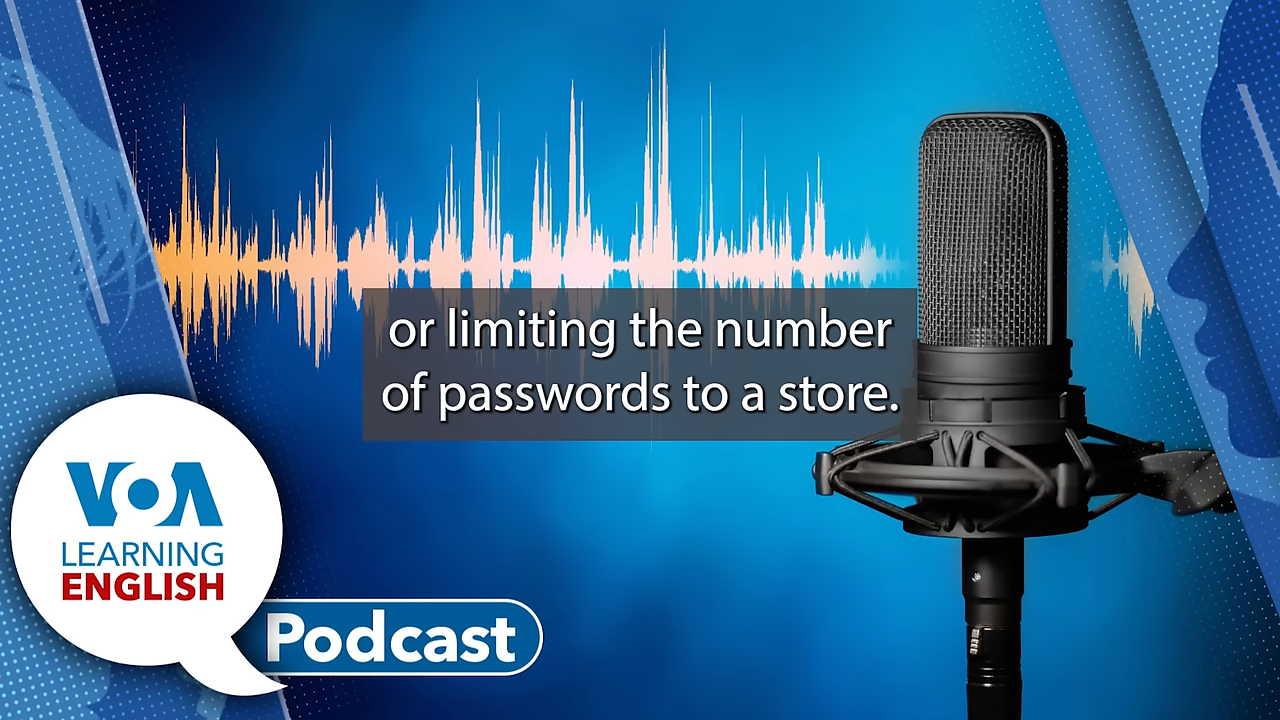 or limiting the number
of passwords to a store.
VOA
LEARNING
ENGLISH
Podcast